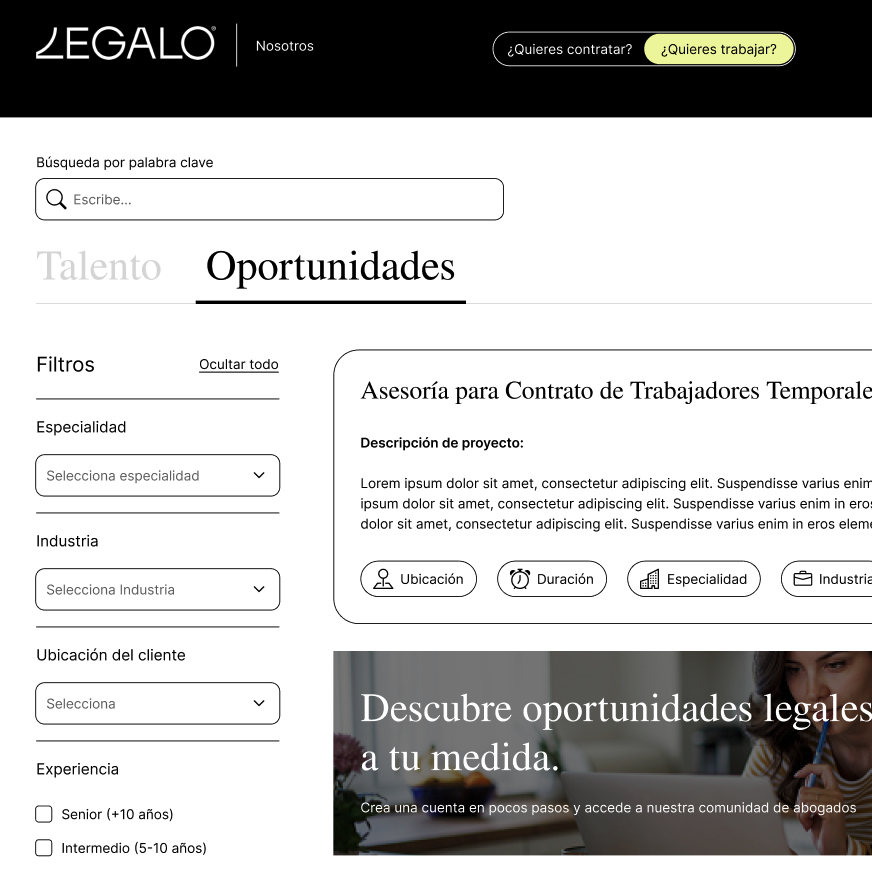 LEGALO®
Nosotros
¿Quieres contratar?
¿Quieres trabajar?
Búsqueda por palabra clave
Escribe...
Talento
Oportunidades
Filtros
Ocultar todo
Especialidad
Selecciona especialidad
Industria
Selecciona Industria
Ubicación del cliente
Selecciona
Experiencia
Senior (+10 años)
Intermedio (5-10 años)
Asesoría para Contrato de Trabajadores Temporale
Descripción de proyecto:
Lorem ipsum dolor sit amet, consectetur adipiscing elit. Suspendisse varius enim
ipsum dolor sit amet, consectetur adipiscing elit. Suspendisse varius enim in eros
dolor sit amet, consectetur adipiscing elit. Suspendisse varius enim in eros eleme
Ubicación
Duración
Especialidad
Industria
Descubre oportunidades legales
a tu medida.
Crea una cuenta en pocos pasos y accede a nuestra comunidad de abogados